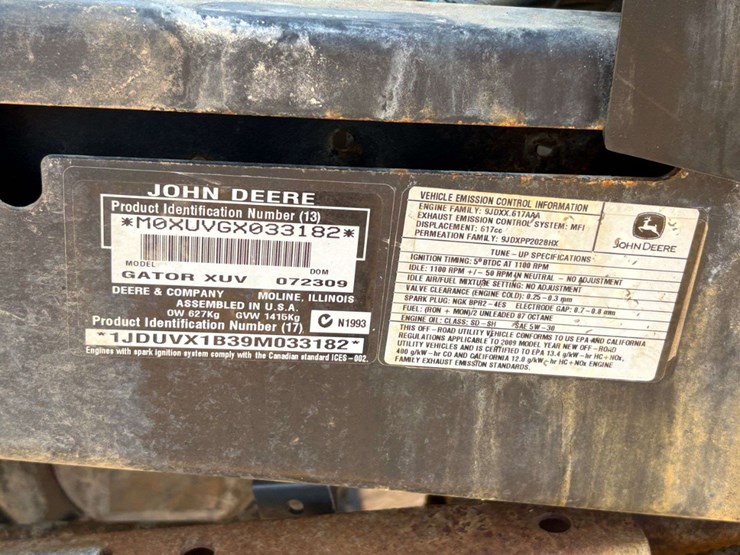 JOHN DEERE
Product Identification Number (13)
*M0XUVGX033182*
MODEL DOM
GATOR XUV 072309
DEERE & COMPANY MOLINE, ILLINOIS
ASSEMBLED IN U.S.A.
OW 627Kg GVW 1415Kg
Product Identification Number (17) N1993
*1JDUVX1B39M033182*
Engines with spark ignition system comply with the Canadian standard ICES-002.
VEHICLE EMISSION CONTROL INFORMATION
ENGINE FAMILY: 9JDXX.617AAA
EXHAUST EMISSION CONTROL SYSTEM: MFI
DISPLACEMENT: 617cc
PERMEATION FAMILY: 9JDXPP2028HX
JOHN DEERE
TUNE-UP SPECIFICATIONS
IGNITION TIMING: 5° BTDC AT 1100 RPM
IDLE: 1100 RPM +/- 50 RPM IN NEUTRAL - NO ADJUSTMENT
IDLE AIR/FUEL MIXTURE SETTING: NO ADJUSTMENT
VALVE CLEARANCE (ENGINE COLD): 0.25-0.3 mm
SPARK PLUG: NGK BPR2-4ES ELECTRODE GAP: 0.7-0.8 mm
FUEL: (RON + MON)/2 UNLEADED 87 OCTANE
ENGINE OIL: CLASS: SD-SH SAE 5W-30
THIS OFF-ROAD UTILITY VEHICLE CONFORMS TO US EPA AND CALIFORNIA
REGULATIONS APPLICABLE TO 2009 MODEL YEAR NEW OFF-ROAD
UTILITY VEHICLES AND IS CERTIFIED TO EPA 13.4 g/kW-hr HC+NOx,
400 g/kW-hr CO AND CALIFORNIA 12.0 g/kW-hr HC+NOx ENGINE
FAMILY EXHAUST EMISSION STANDARDS.